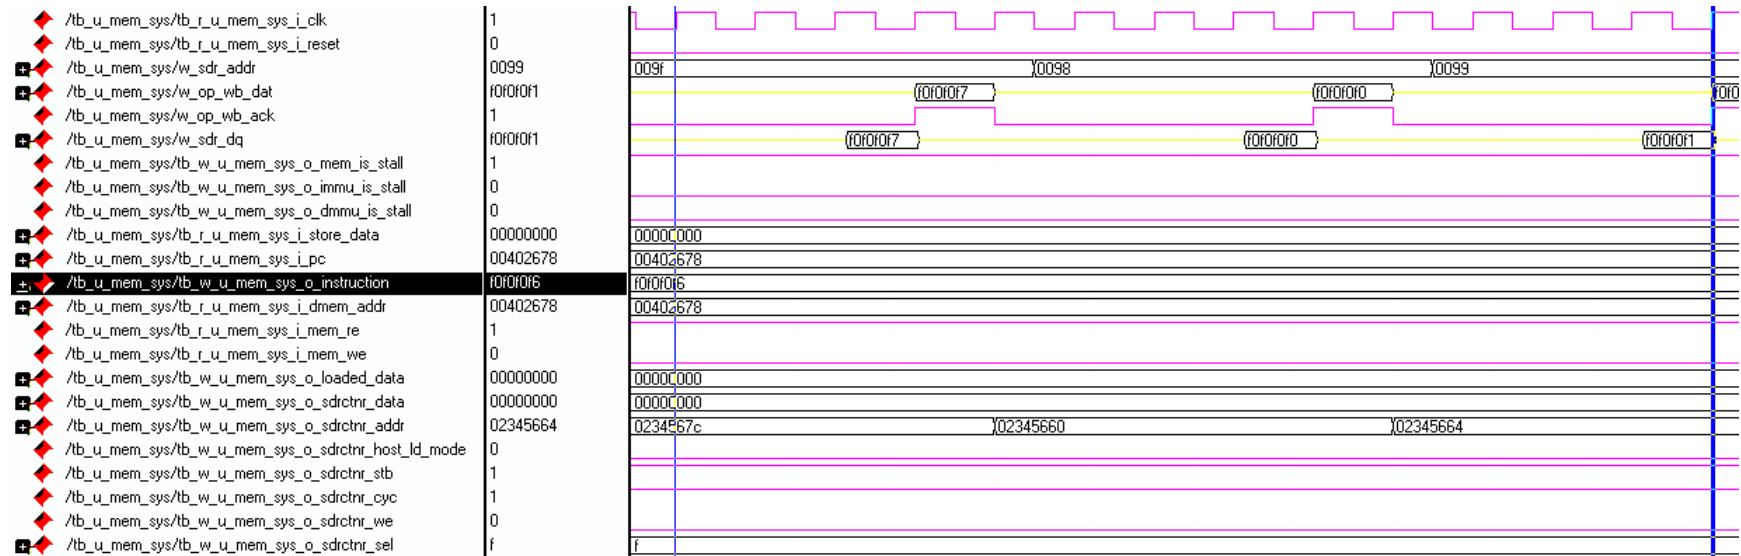 /tb_u_mem_sys/tb_r_u_mem_sys_i_clk 1
/tb_u_mem_sys/tb_r_u_mem_sys_i_reset 0
/tb_u_mem_sys/w_sdr_addr 0099 009f 0098 0099
/tb_u_mem_sys/w_op_wb_dat f0f0f0f1 f0f0f0f7 f0f0f0f0 f0f0
/tb_u_mem_sys/w_op_wb_ack 1
/tb_u_mem_sys/w_sdr_dq f0f0f0f1 f0f0f0f7 f0f0f0f0 f0f0f0f1
/tb_u_mem_sys/tb_w_u_mem_sys_o_mem_is_stall 1
/tb_u_mem_sys/tb_w_u_mem_sys_o_immu_is_stall 0
/tb_u_mem_sys/tb_w_u_mem_sys_o_dmmu_is_stall 0
/tb_u_mem_sys/tb_r_u_mem_sys_i_store_data 00000000 00000000
/tb_u_mem_sys/tb_r_u_mem_sys_i_pc 00402678 00402678
/tb_u_mem_sys/tb_w_u_mem_sys_o_instruction f0f0f0f6 f0f0f0f6
/tb_u_mem_sys/tb_r_u_mem_sys_i_dmem_addr 00402678 00402678
/tb_u_mem_sys/tb_r_u_mem_sys_i_mem_re 1
/tb_u_mem_sys/tb_r_u_mem_sys_i_mem_we 0
/tb_u_mem_sys/tb_w_u_mem_sys_o_loaded_data 00000000 00000000
/tb_u_mem_sys/tb_w_u_mem_sys_o_sdrctnr_data 00000000 00000000
/tb_u_mem_sys/tb_w_u_mem_sys_o_sdrctnr_addr 02345664 0234567c 02345660 02345664
/tb_u_mem_sys/tb_w_u_mem_sys_o_sdrctnr_host_ld_mode 0
/tb_u_mem_sys/tb_w_u_mem_sys_o_sdrctnr_stb 1
/tb_u_mem_sys/tb_w_u_mem_sys_o_sdrctnr_cyc 1
/tb_u_mem_sys/tb_w_u_mem_sys_o_sdrctnr_we 0
/tb_u_mem_sys/tb_w_u_mem_sys_o_sdrctnr_sel f f